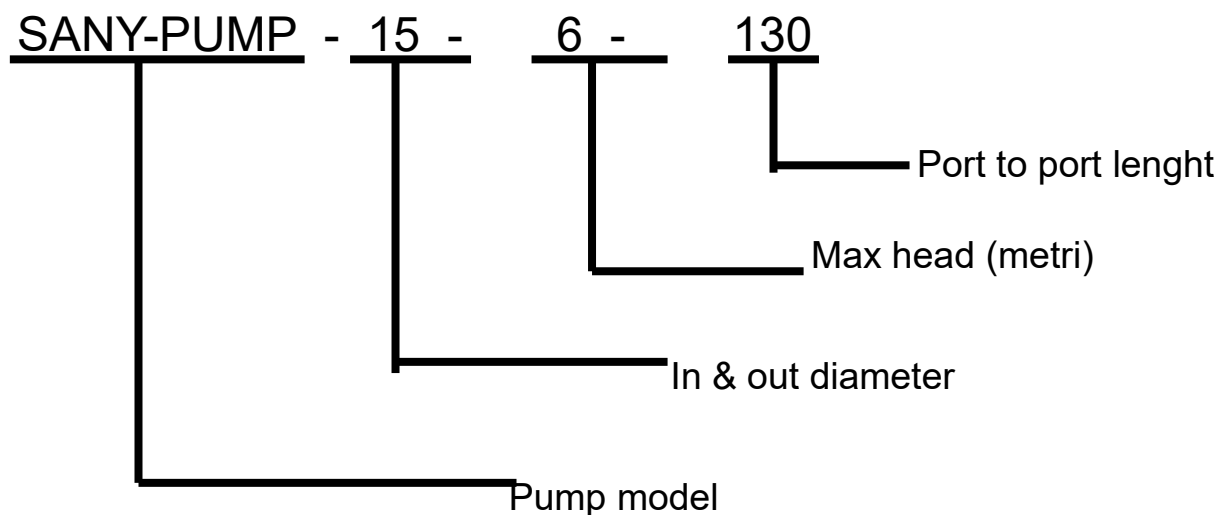 SANY-PUMP - 15 - 6 - 130
Port to port lenght
Max head (metri)
In & out diameter
Pump model